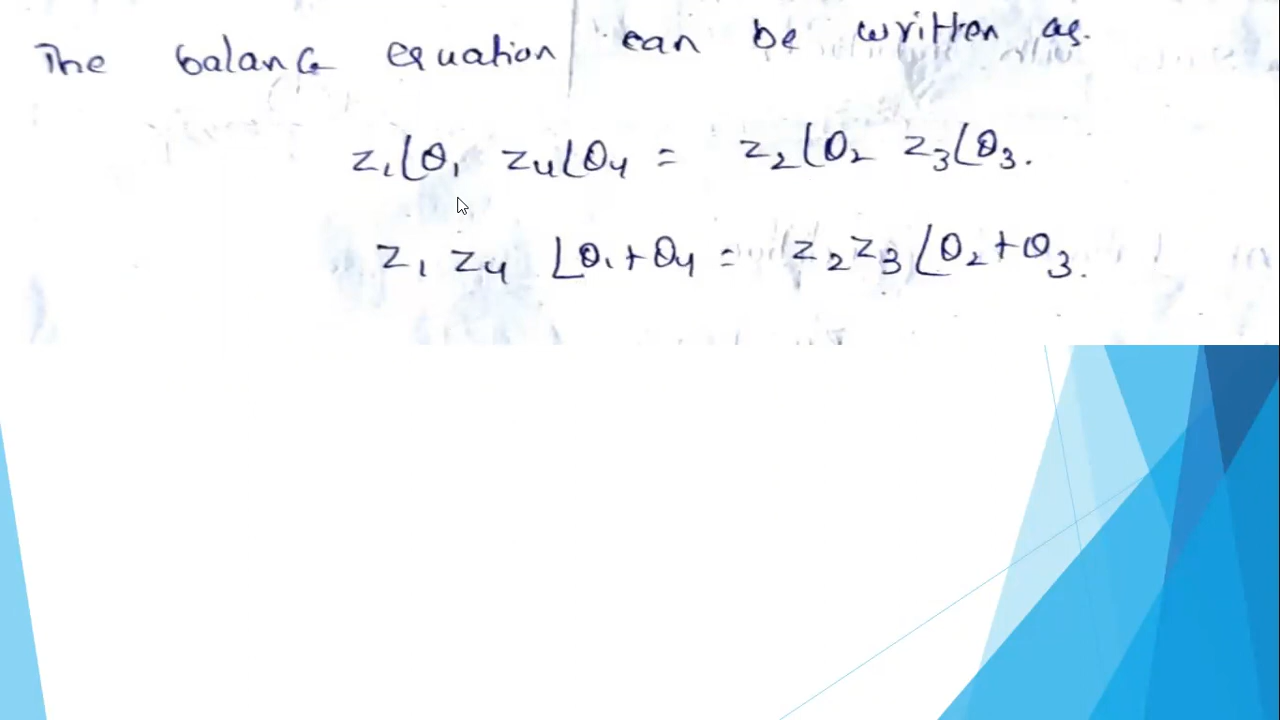 The balance equation can be written as.
Z₁∠θ₁ Z₄∠θ₄ = Z₂∠θ₂ Z₃∠θ₃.
Z₁ Z₄ ∠θ₁+θ₄ = Z₂Z₃ ∠θ₂+θ₃.